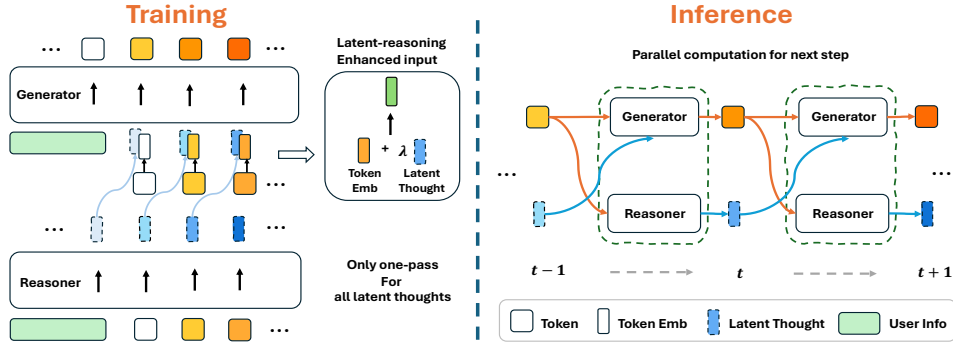 Training
...
...
Generator
Latent-reasoning
Enhanced input
+ λ
Token
Emb
Latent
Thought
...
...
...
Reasoner
Only one-pass
For
all latent thoughts
...
Inference
Parallel computation for next step
Generator
Generator
...
...
Reasoner
Reasoner
t − 1
t
t + 1
Token
Token Emb
Latent Thought
User Info